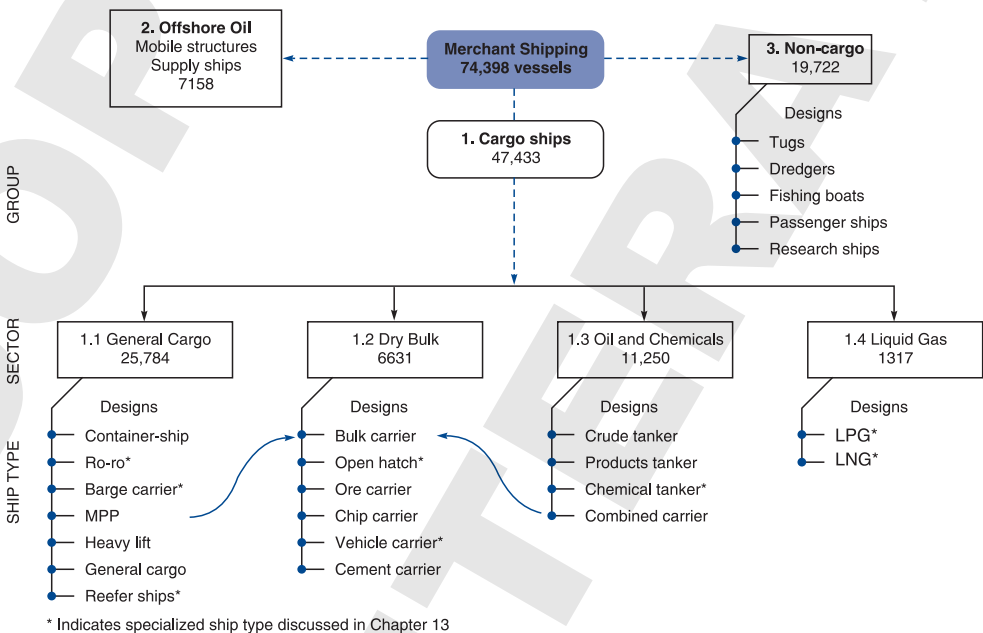 2. Offshore Oil
Mobile structures
Supply ships
7158
Merchant Shipping
74,398 vessels
3. Non-cargo
19,722
Designs
Tugs
Dredgers
Fishing boats
Passenger ships
Research ships
1. Cargo ships
47,433
GROUP
SECTOR
1.1 General Cargo
25,784
1.2 Dry Bulk
6631
1.3 Oil and Chemicals
11,250
1.4 Liquid Gas
1317
SHIP TYPE
Designs
Container-ship
Ro-ro*
Barge carrier*
MPP
Heavy lift
General cargo
Reefer ships*
Designs
Bulk carrier
Open hatch*
Ore carrier
Chip carrier
Vehicle carrier*
Cement carrier
Designs
Crude tanker
Products tanker
Chemical tanker*
Combined carrier
Designs
LPG*
LNG*
* Indicates specialized ship type discussed in Chapter 13